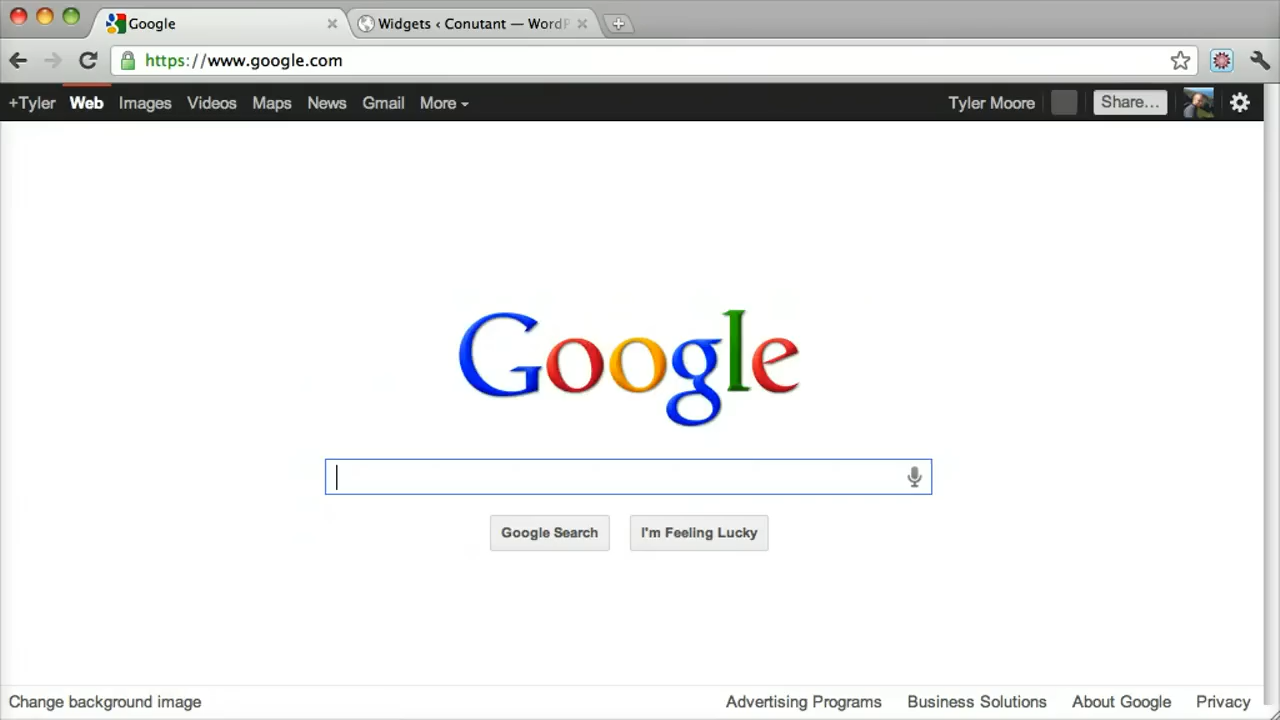 Google
Widgets ‹ Conutant — WordP
https://www.google.com
+Tyler Web Images Videos Maps News Gmail More Tyler Moore Share...
Google
Google Search I'm Feeling Lucky
Change background image Advertising Programs Business Solutions About Google Privacy